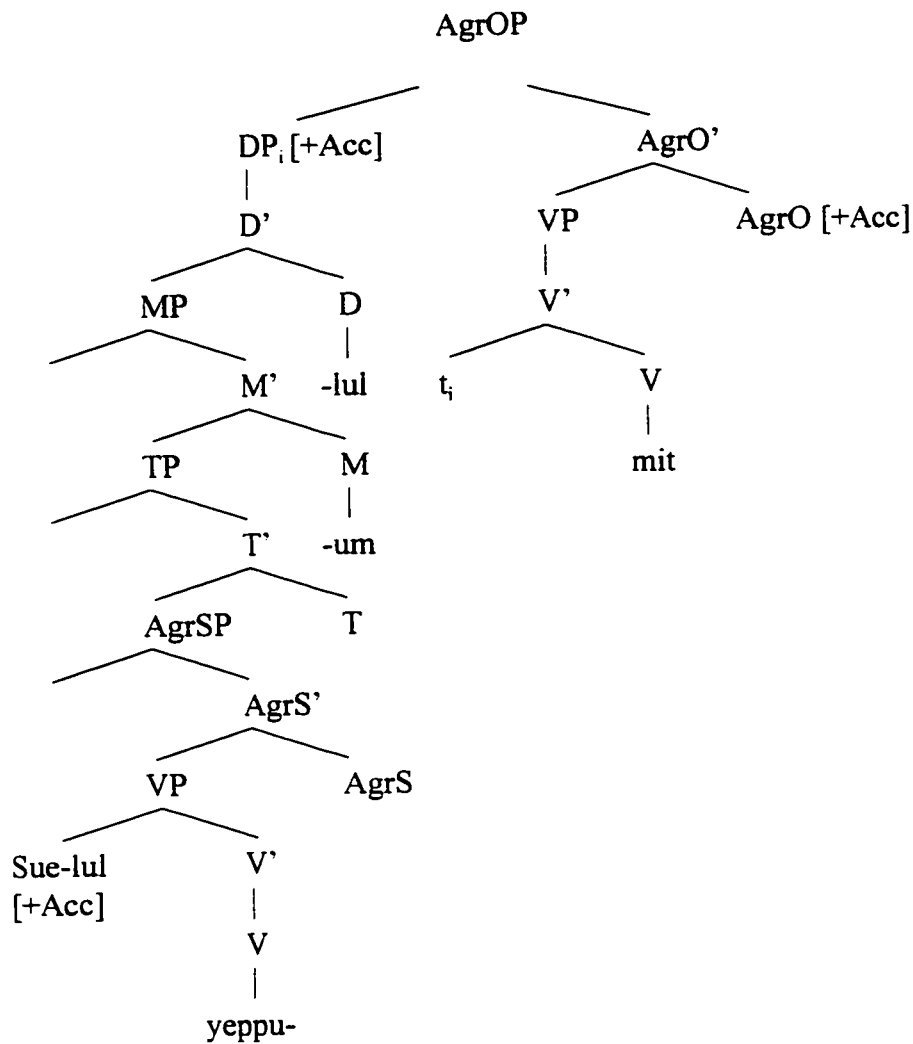 AgrOP
DPi [+Acc] AgrO’
D’ VP AgrO [+Acc]
MP D V’
M’ -lul ti V
TP M mit
T’ -um
AgrSP T
AgrS’
VP AgrS
Sue-lul V’
[+Acc]
V
yeppu-